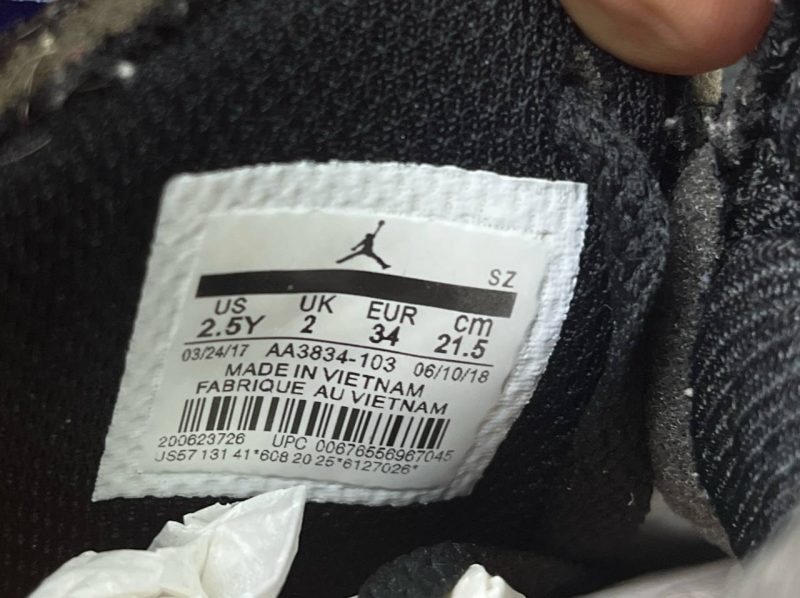 SZ
US UK EUR cm
2.5Y 2 34 21.5
03/24/17 AA3834-103 06/10/18
MADE IN VIETNAM
FABRIQUE AU VIETNAM
200623726 UPC 00676556967045
US57 131 41*608 20 25*6127026*